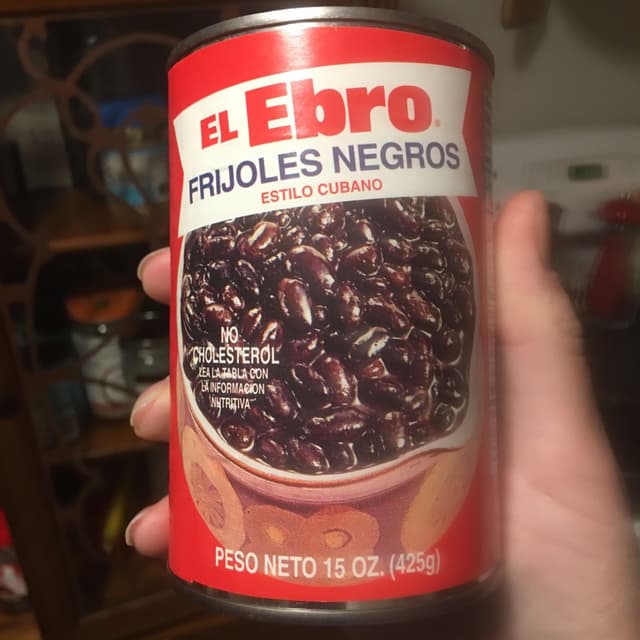 EL Ebro®
FRIJOLES NEGROS
ESTILO CUBANO
NO
CHOLESTEROL
LEA LA TABLA CON
LA INFORMACION
NUTRITIVA
PESO NETO 15 OZ. (425g)